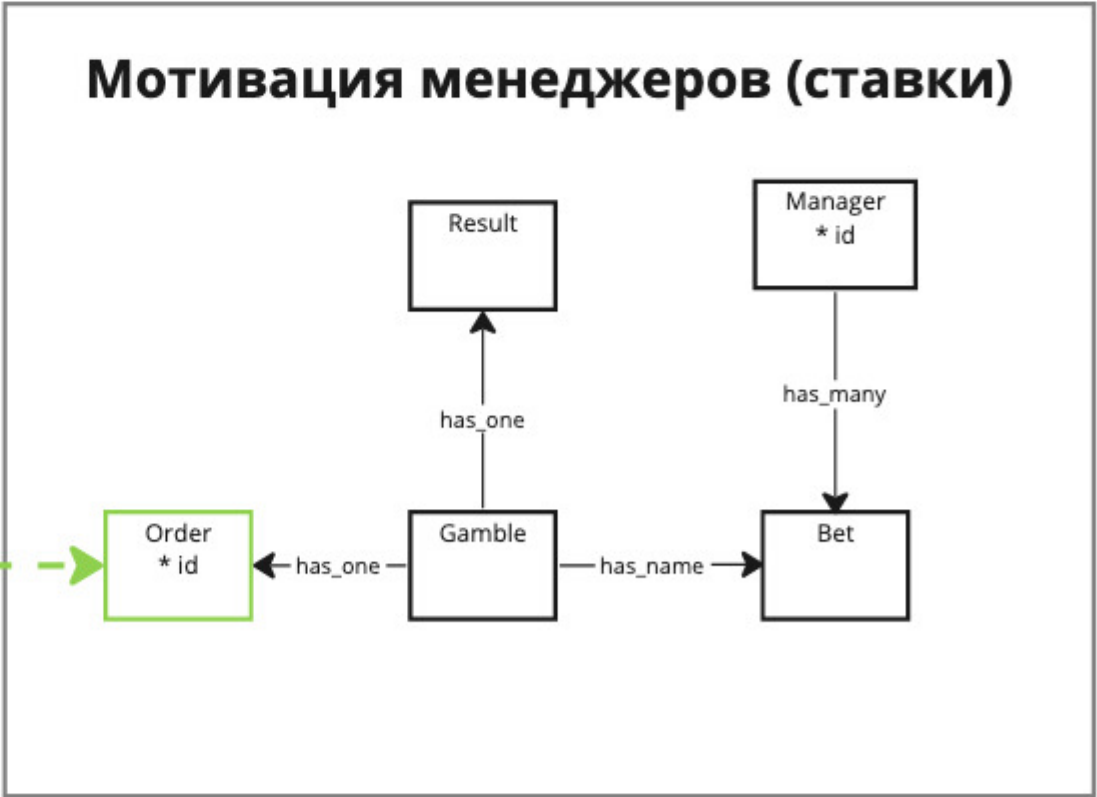 Мотивация менеджеров (ставки)
Result
Manager
* id
has_many
has_one
Order
* id
has_one
Gamble
has_name
Bet